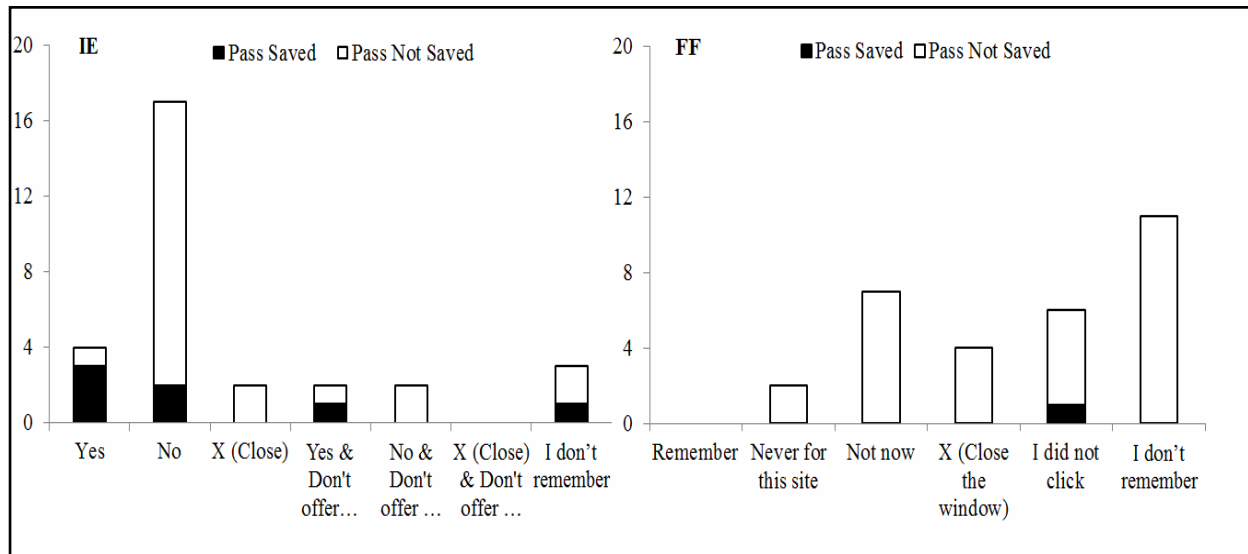 IE
Pass Saved
Pass Not Saved
20
16
12
8
4
0
Yes
No
X (Close)
Yes &
Don't
offer…
No &
Don't
offer …
X (Close)
& Don't
offer …
I don’t
remember
FF
Pass Saved
Pass Not Saved
20
16
12
8
4
0
Remember
Never for
this site
Not now
X (Close
the
window)
I did not
click
I don’t
remember